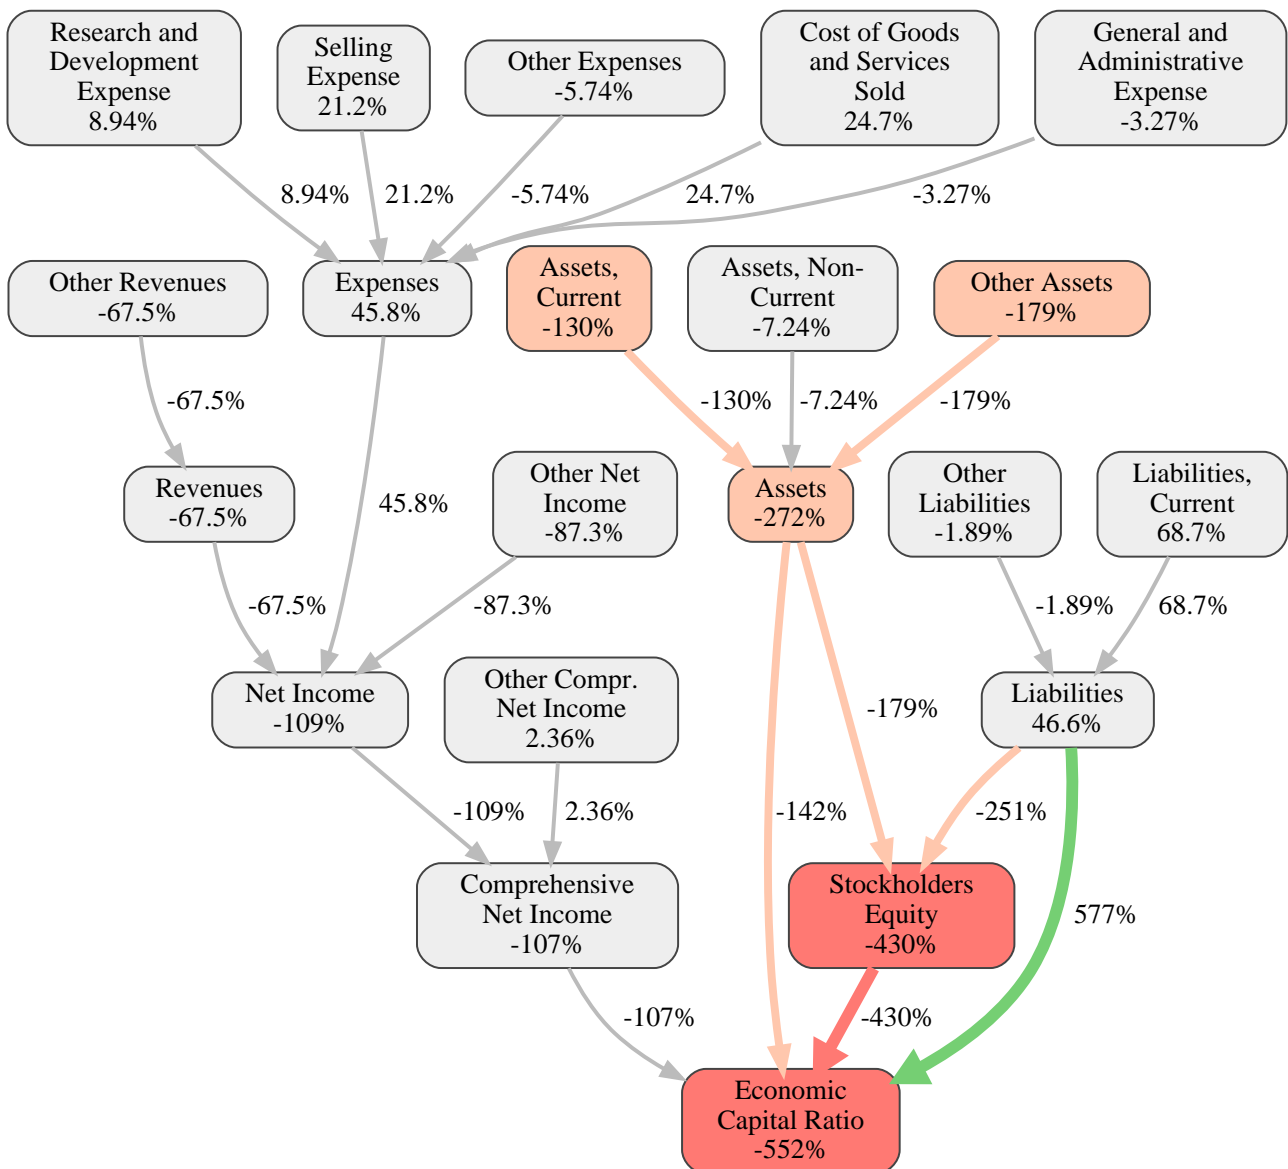 Research and
Development
Expense
8.94%
Selling
Expense
21.2%
Other Expenses
-5.74%
Cost of Goods
and Services
Sold
24.7%
General and
Administrative
Expense
-3.27%
8.94%
21.2%
-5.74%
24.7%
-3.27%
Other Revenues
-67.5%
Expenses
45.8%
Assets,
Current
-130%
Assets, Non-
Current
-7.24%
Other Assets
-179%
-67.5%
-130%
-7.24%
-179%
Revenues
-67.5%
45.8%
Other Net
Income
-87.3%
Assets
-272%
Other
Liabilities
-1.89%
Liabilities,
Current
68.7%
-67.5%
-87.3%
-1.89%
68.7%
Net Income
-109%
Other Compr.
Net Income
2.36%
-179%
Liabilities
46.6%
-109%
2.36%
-142%
-251%
Comprehensive
Net Income
-107%
Stockholders
Equity
-430%
577%
-107%
-430%
Economic
Capital Ratio
-552%